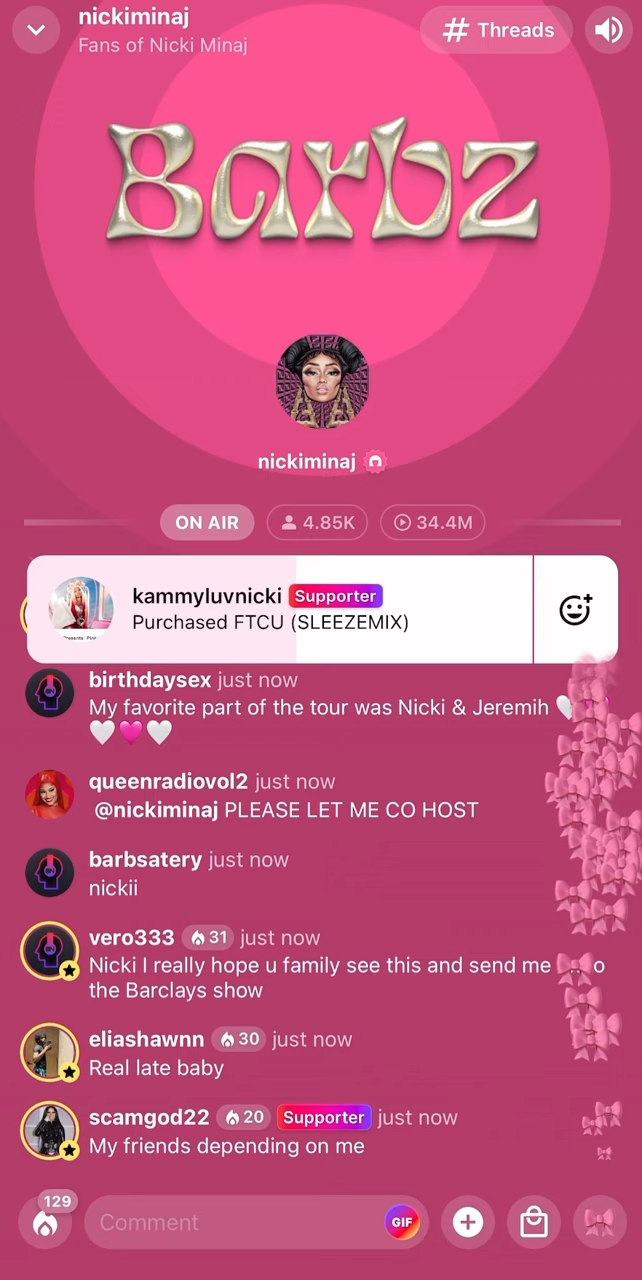 nickiminaj
Fans of Nicki Minaj
# Threads
Barbz
nickiminaj
ON AIR
4.85K
34.4M
kammyluvnicki Supporter
Purchased FTCU (SLEEZEMIX)
birthdaysex just now
My favorite part of the tour was Nicki & Jeremih 🤍
🤍💗🤍
queenradiovol2 just now
@nickiminaj PLEASE LET ME CO HOST
barbsatery just now
nickii
vero333 31 just now
Nicki I really hope u family see this and send me
the Barclays show
eliashawnn 30 just now
Real late baby
scamgod22 20 Supporter just now
My friends depending on me
129
Comment
GIF